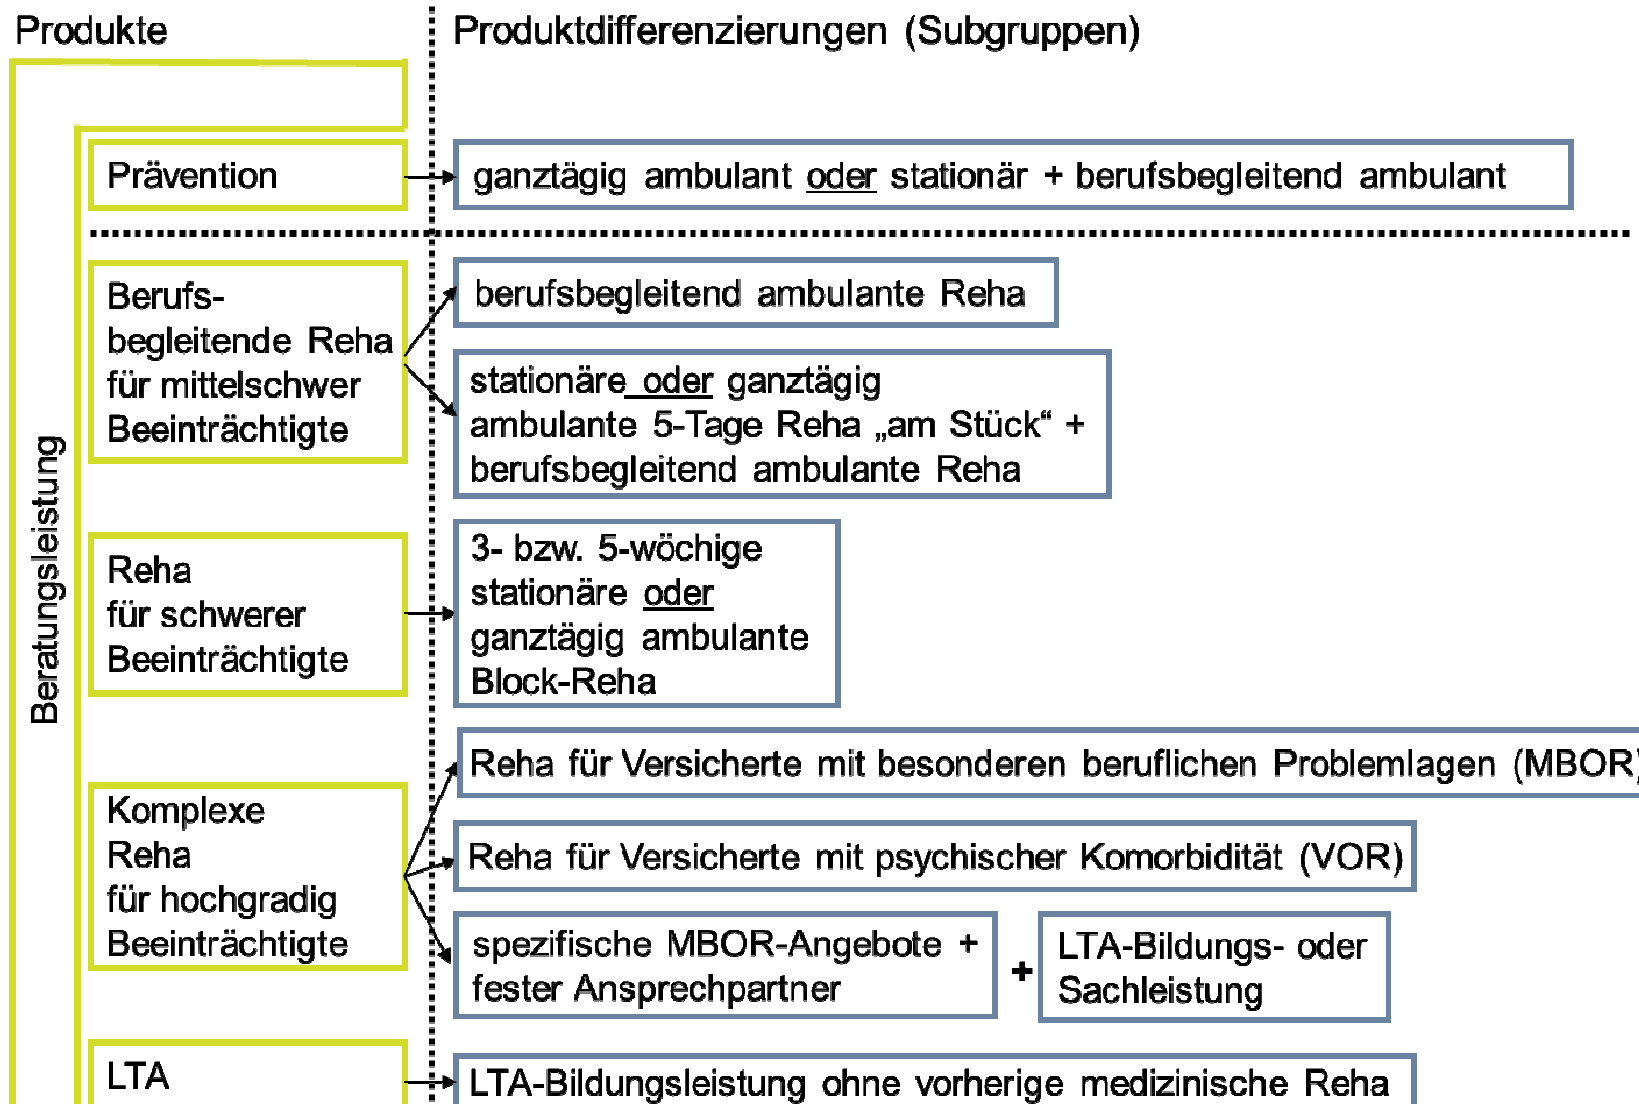 Produkte
Produktdifferenzierungen (Subgruppen)
Beratungsleistung
Prävention
ganztägig ambulant oder stationär + berufsbegleitend ambulant
Berufs-
begleitende Reha
für mittelschwer
Beeinträchtigte
berufsbegleitend ambulante Reha
stationäre oder ganztägig
ambulante 5-Tage Reha „am Stück“ +
berufsbegleitend ambulante Reha
Reha
für schwerer
Beeinträchtigte
3- bzw. 5-wöchige
stationäre oder
ganztägig ambulante
Block-Reha
Komplexe
Reha
für hochgradig
Beeinträchtigte
Reha für Versicherte mit besonderen beruflichen Problemlagen (MBOR)
Reha für Versicherte mit psychischer Komorbidität (VOR)
spezifische MBOR-Angebote +
fester Ansprechpartner
+
LTA-Bildungs- oder
Sachleistung
LTA
LTA-Bildungsleistung ohne vorherige medizinische Reha